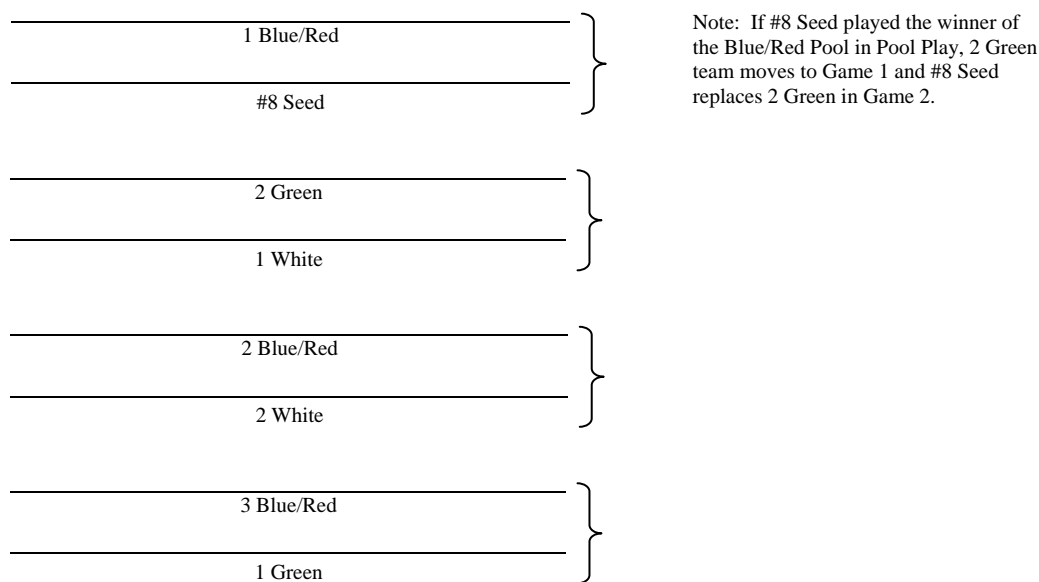 1 Blue/Red
#8 Seed
Note: If #8 Seed played the winner of
the Blue/Red Pool in Pool Play, 2 Green
team moves to Game 1 and #8 Seed
replaces 2 Green in Game 2.
2 Green
1 White
2 Blue/Red
2 White
3 Blue/Red
1 Green